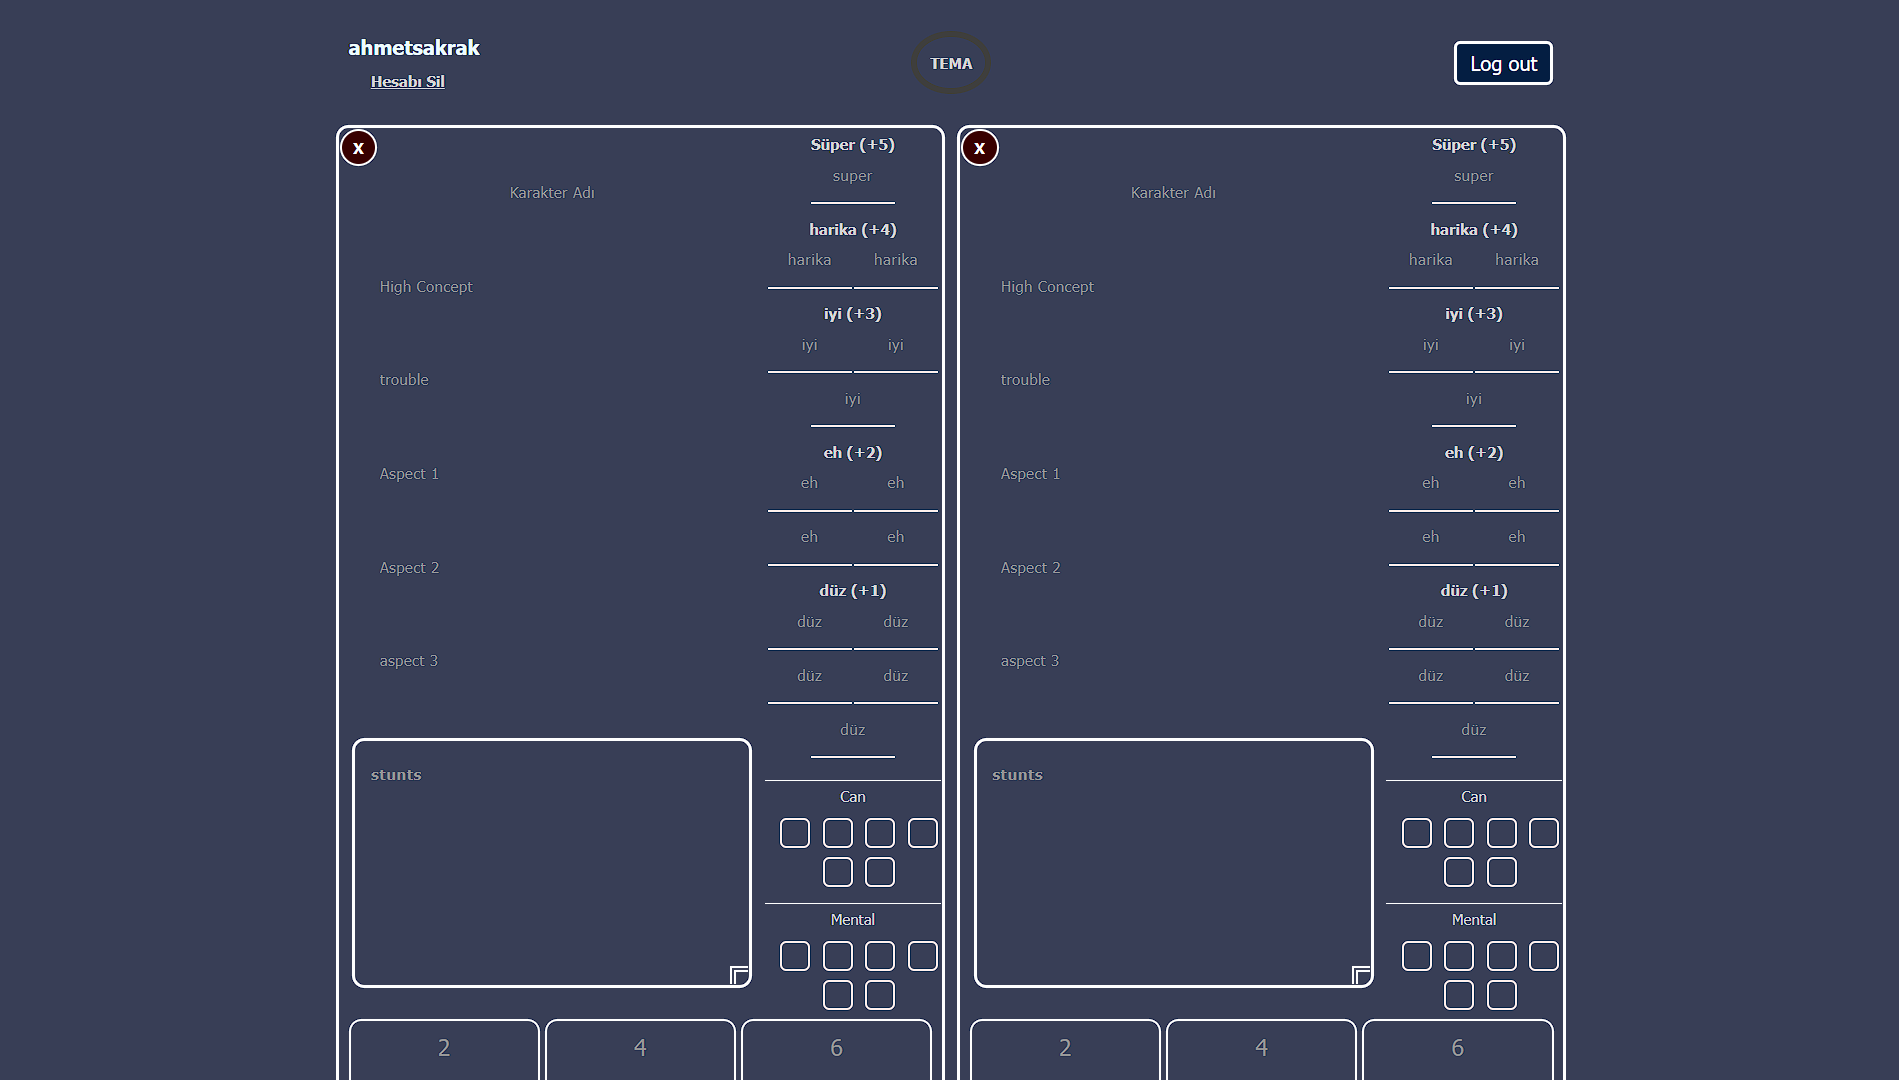 ahmetsakrak
Hesabı Sil
TEMA
Log out
x
Karakter Adı
High Concept
trouble
Aspect 1
Aspect 2
aspect 3
stunts
Süper (+5)
super
harika (+4)
harika harika
iyi (+3)
iyi iyi
iyi
eh (+2)
eh eh
eh eh
düz (+1)
düz düz
düz düz
düz
Can
Mental
2 4 6
x
Karakter Adı
High Concept
trouble
Aspect 1
Aspect 2
aspect 3
stunts
Süper (+5)
super
harika (+4)
harika harika
iyi (+3)
iyi iyi
iyi
eh (+2)
eh eh
eh eh
düz (+1)
düz düz
düz düz
düz
Can
Mental
2 4 6